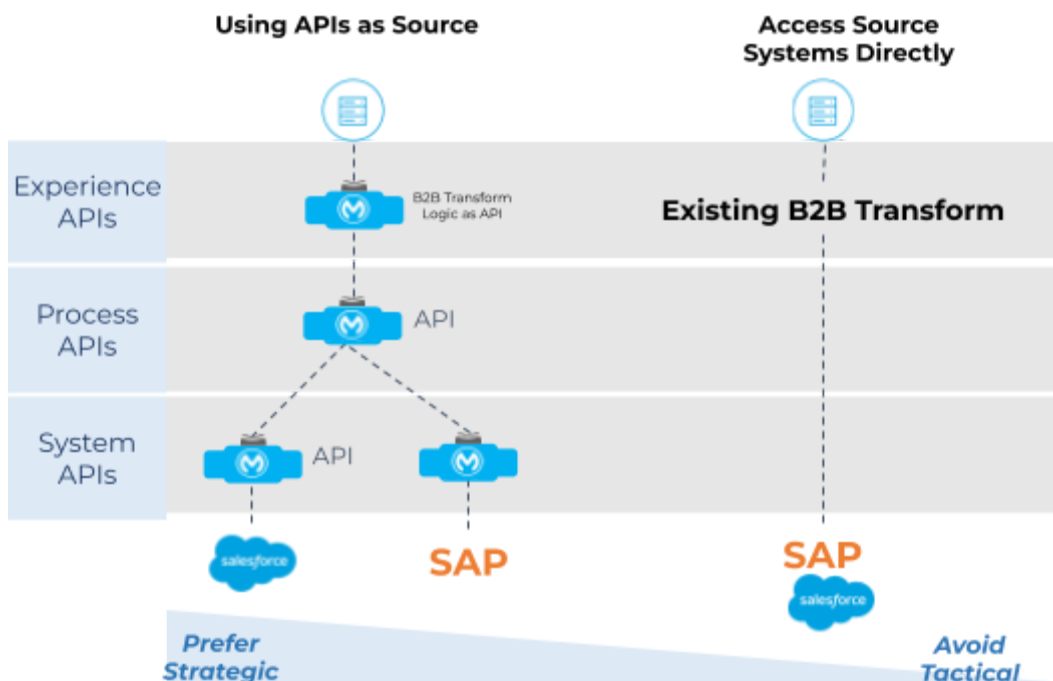 Using APIs as Source
Access Source
Systems Directly
Experience
APIs
B2B Transform
Logic as API
Existing B2B Transform
Process
APIs
API
System
APIs
API
salesforce
SAP
SAP
salesforce
Prefer
Strategic
Avoid
Tactical